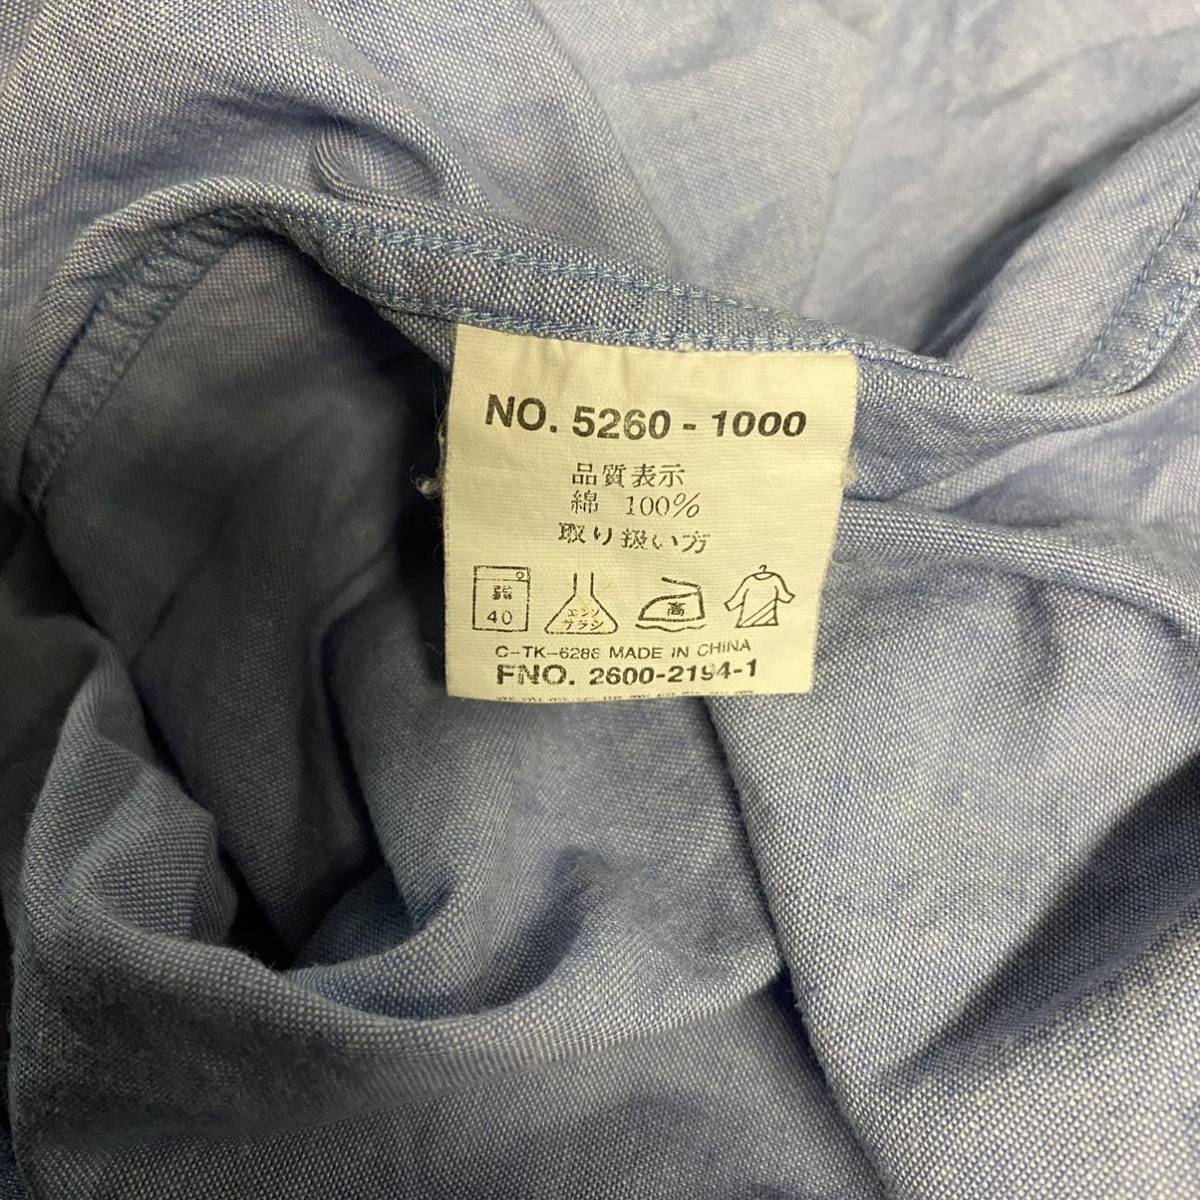 NO. 5260-1000
品質表示
綿 100%
取り扱い方
弱 40
エンソ サラシ
高
C-TK-6286 MADE IN CHINA
FNO. 2600-2194-1